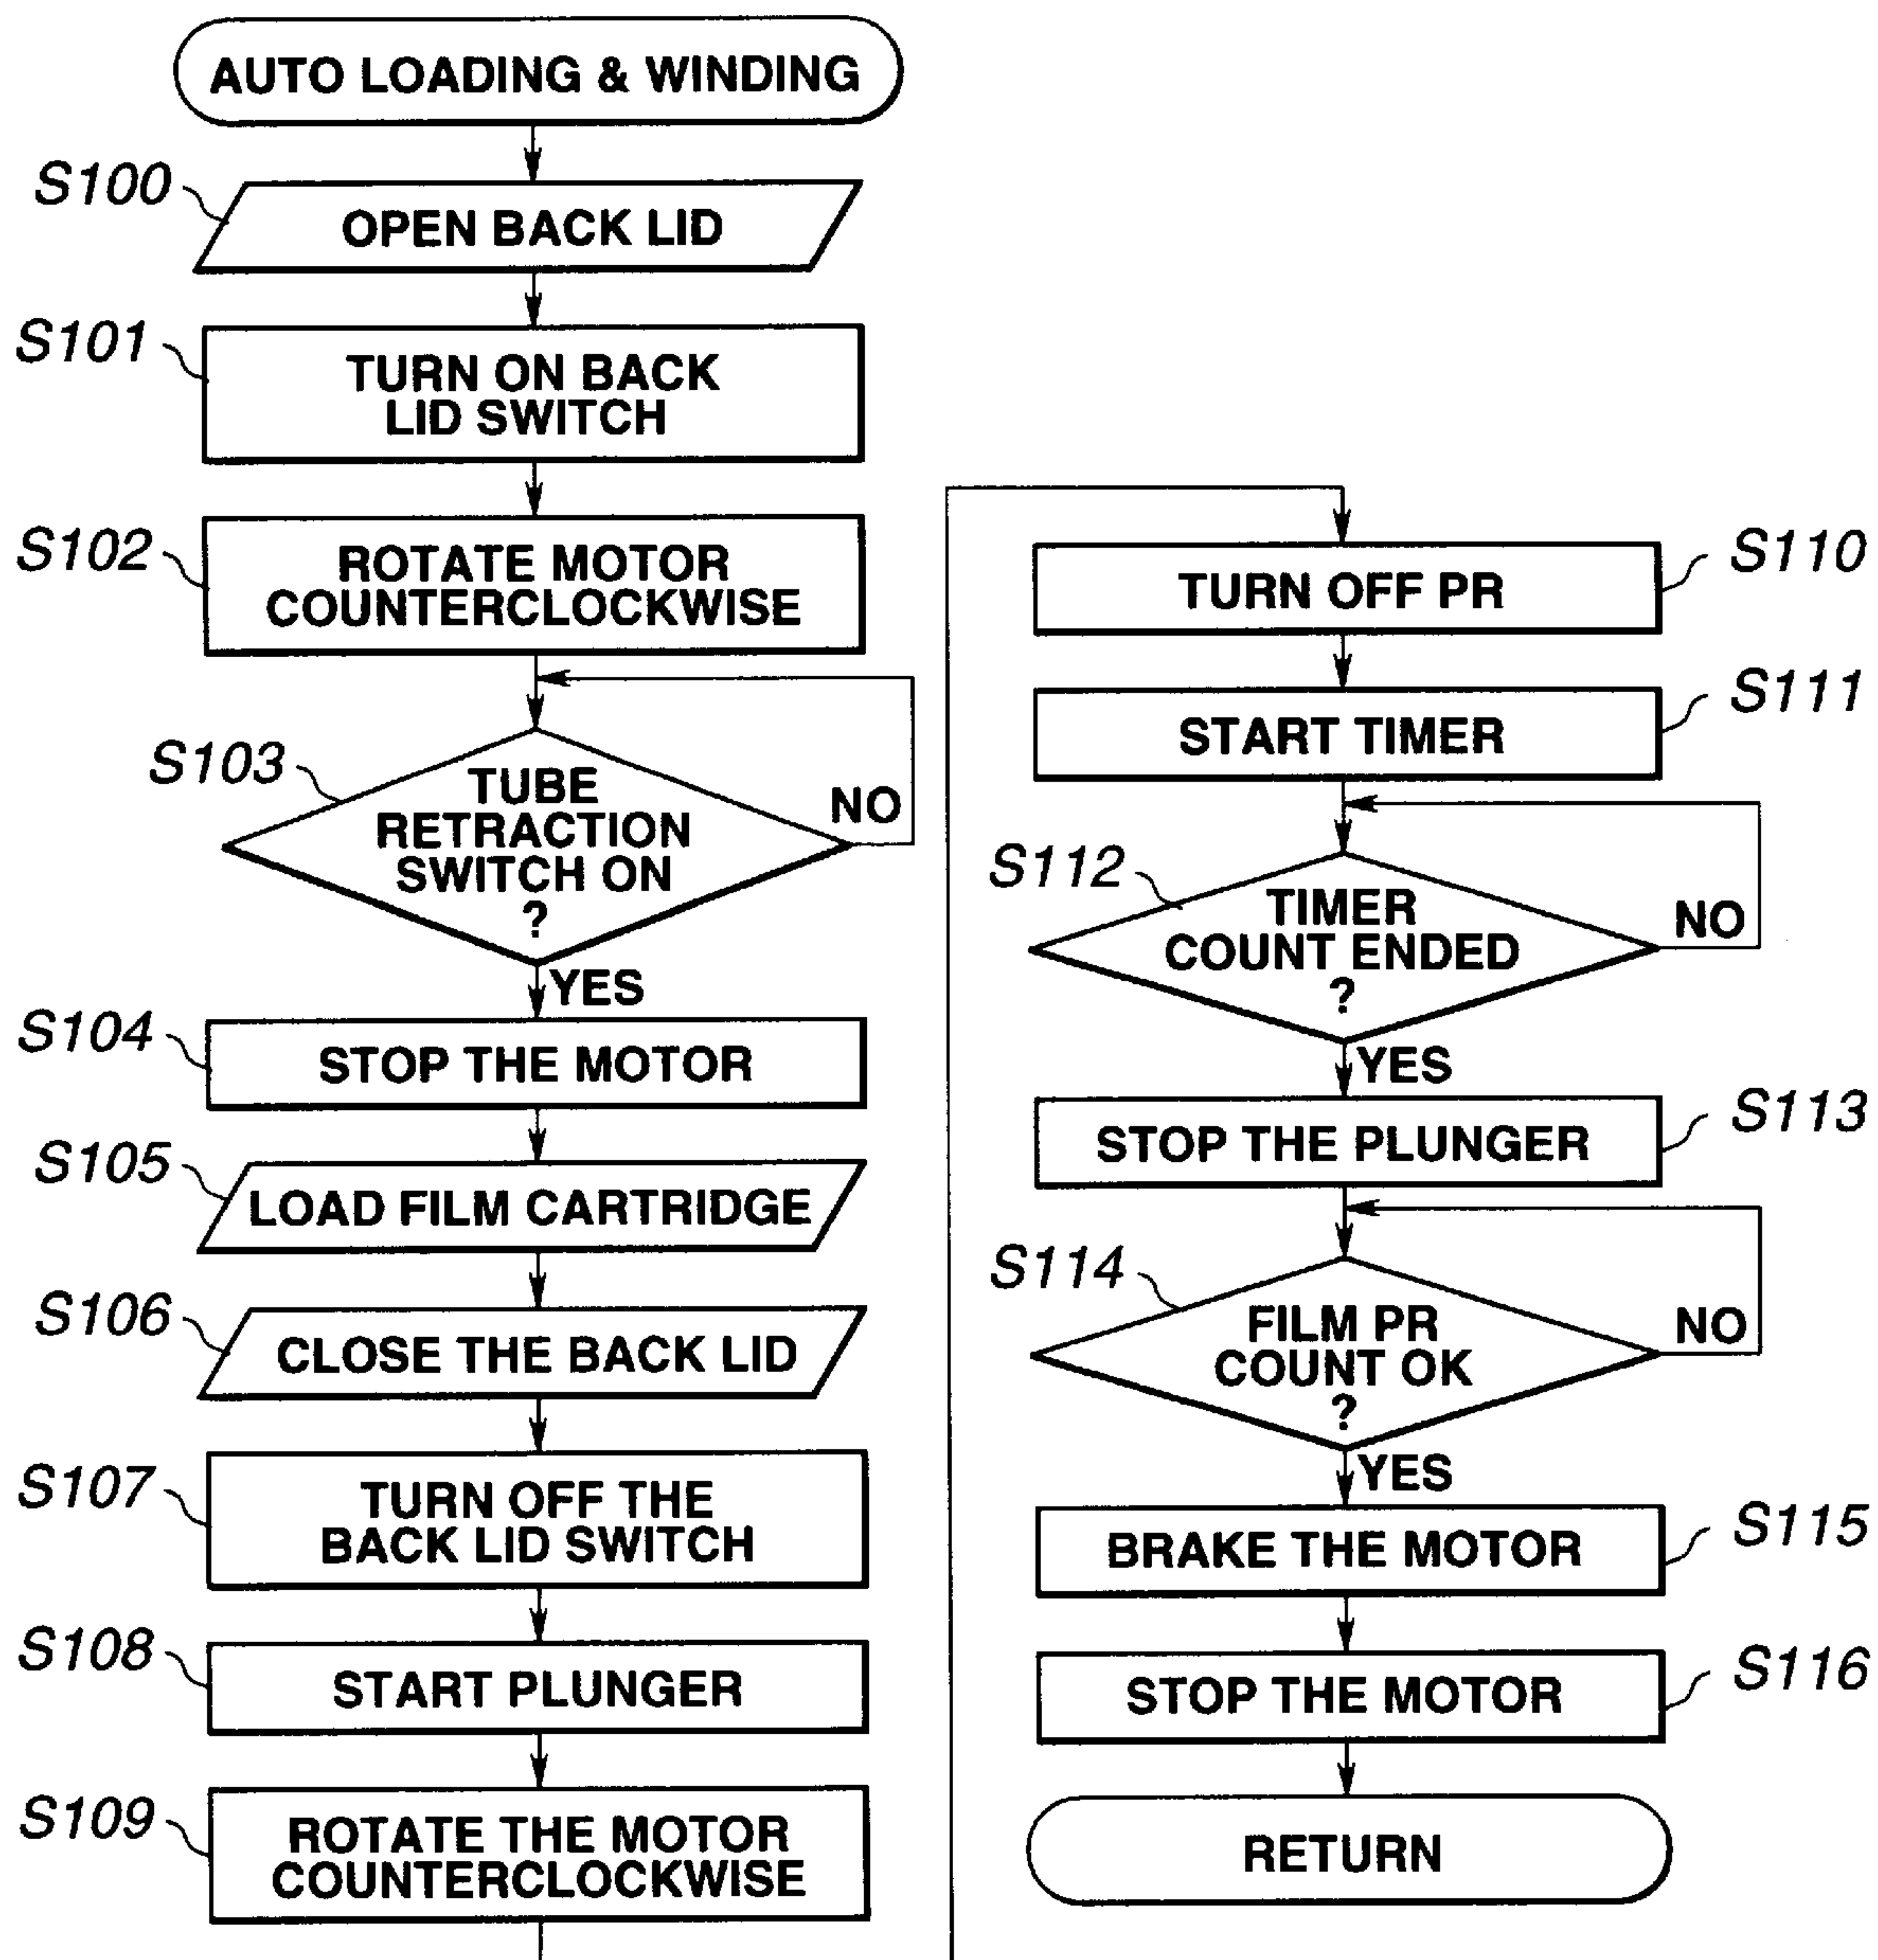 AUTO LOADING & WINDING
S100
OPEN BACK LID
S101
TURN ON BACK
LID SWITCH
S102
ROTATE MOTOR
COUNTERCLOCKWISE
S103
TUBE
RETRACTION
SWITCH ON
?
NO
YES
S104
STOP THE MOTOR
S105
LOAD FILM CARTRIDGE
S106
CLOSE THE BACK LID
S107
TURN OFF THE
BACK LID SWITCH
S108
START PLUNGER
S109
ROTATE THE MOTOR
COUNTERCLOCKWISE
S110
TURN OFF PR
S111
START TIMER
S112
TIMER
COUNT ENDED
?
NO
YES
S113
STOP THE PLUNGER
S114
FILM PR
COUNT OK
?
NO
YES
S115
BRAKE THE MOTOR
S116
STOP THE MOTOR
RETURN